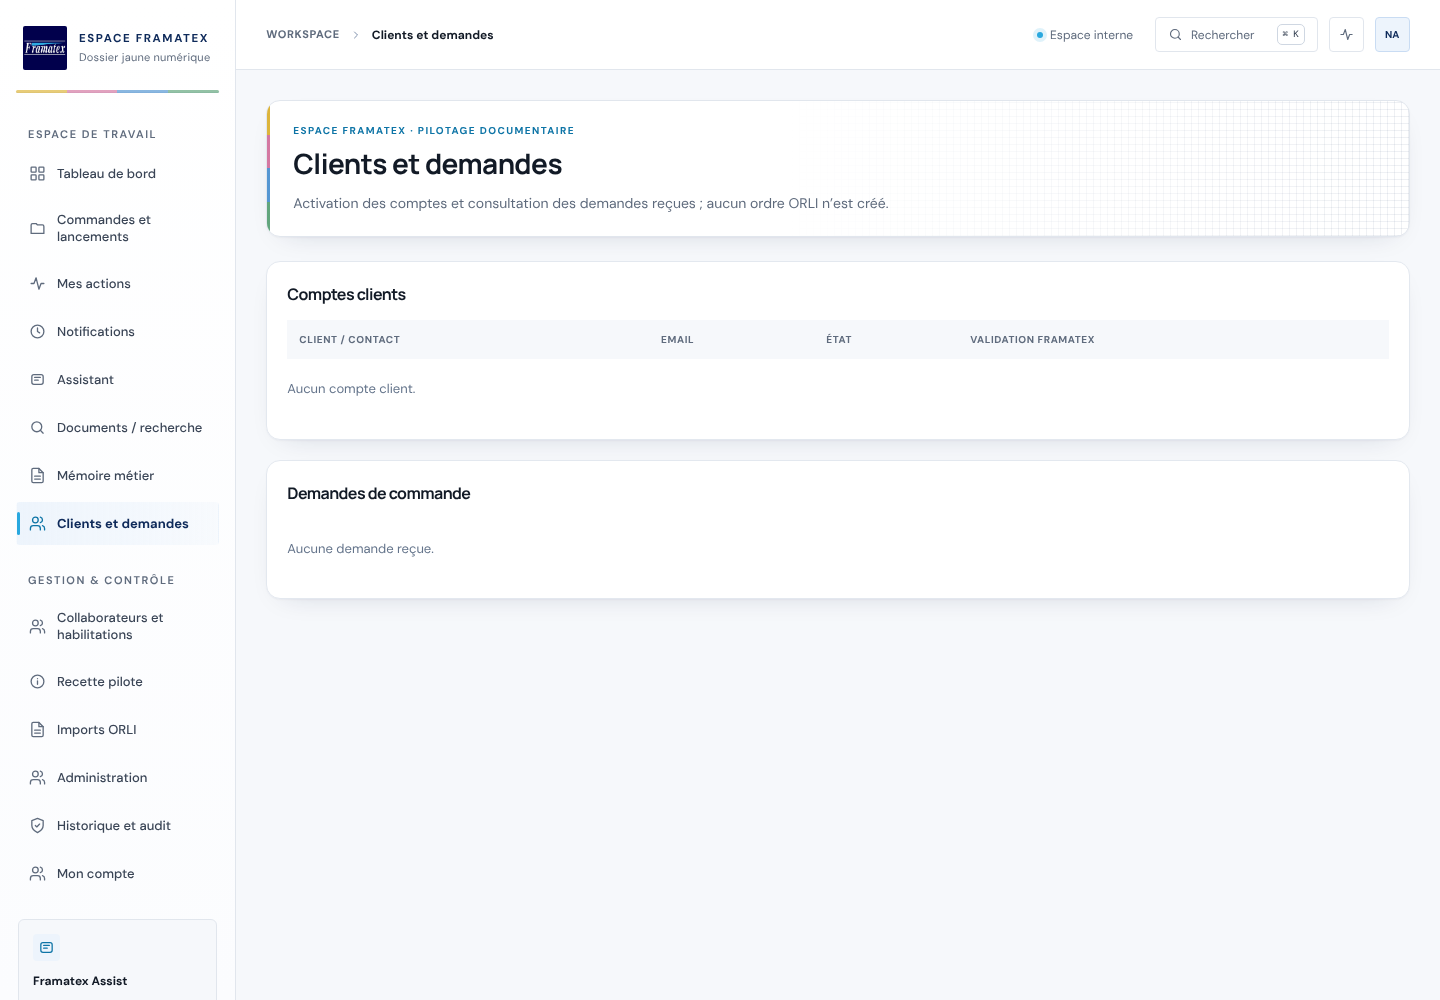 Framatex
ESPACE FRAMATEX
Dossier jaune numérique
ESPACE DE TRAVAIL
Tableau de bord
Commandes et
lancements
Mes actions
Notifications
Assistant
Documents / recherche
Mémoire métier
Clients et demandes
GESTION & CONTRÔLE
Collaborateurs et
habilitations
Recette pilote
Imports ORLI
Administration
Historique et audit
Mon compte
Framatex Assist
WORKSPACE > Clients et demandes
Espace interne
Rechercher ⌘ K
NA
ESPACE FRAMATEX · PILOTAGE DOCUMENTAIRE
Clients et demandes
Activation des comptes et consultation des demandes reçues ; aucun ordre ORLI n’est créé.
Comptes clients
CLIENT / CONTACT EMAIL ÉTAT VALIDATION FRAMATEX
Aucun compte client.
Demandes de commande
Aucune demande reçue.